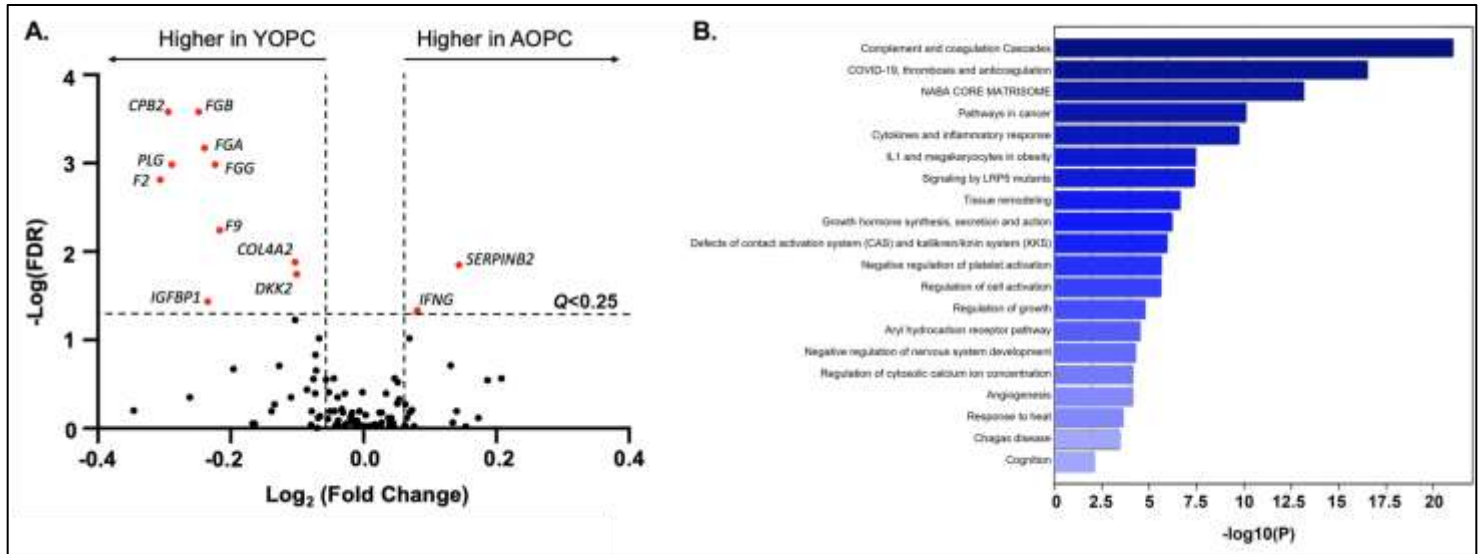 A.
Higher in YOPC
Higher in AOPC
-Log(FDR)
4
3
2
1
0
CPB2
FGB
FGA
PLG
FGG
F2
F9
COL4A2
DKK2
IGFBP1
SERPINB2
IFNG
Q<0.25
-0.4
-0.2
0.0
0.2
0.4
Log2 (Fold Change)
B.
Complement and coagulation Cascades
COVID-19, thrombosis and anticoagulation
NABA CORE MATRISOME
Pathways in cancer
Cytokines and inflammatory response
IL1 and megakaryocytes in obesity
Signaling by LRP5 mutants
Tissue remodeling
Growth hormone synthesis, secretion and action
Defects of contact activation system (CAS) and kallikrein/kinin system (KKS)
Negative regulation of platelet activation
Regulation of cell activation
Regulation of growth
Aryl hydrocarbon receptor pathway
Negative regulation of nervous system development
Regulation of cytosolic calcium ion concentration
Angiogenesis
Response to heat
Chagas disease
Cognition
0 2.5 5 7.5 10 12.5 15 17.5 20
-log10(P)